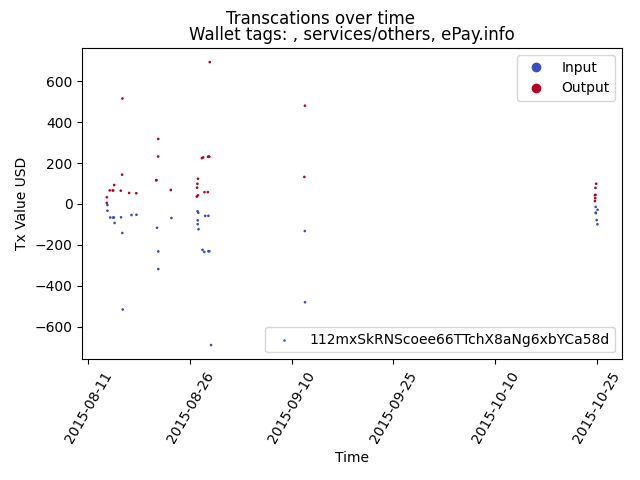 Transcations over time
Wallet tags: , services/others, ePay.info
Input
Output
600
400
200
0
−200
−400
−600
Tx Value USD
112mxSkRNScoee66TTchX8aNg6xbYCa58d
2015-08-11
2015-08-26
2015-09-10
2015-09-25
2015-10-10
2015-10-25
Time